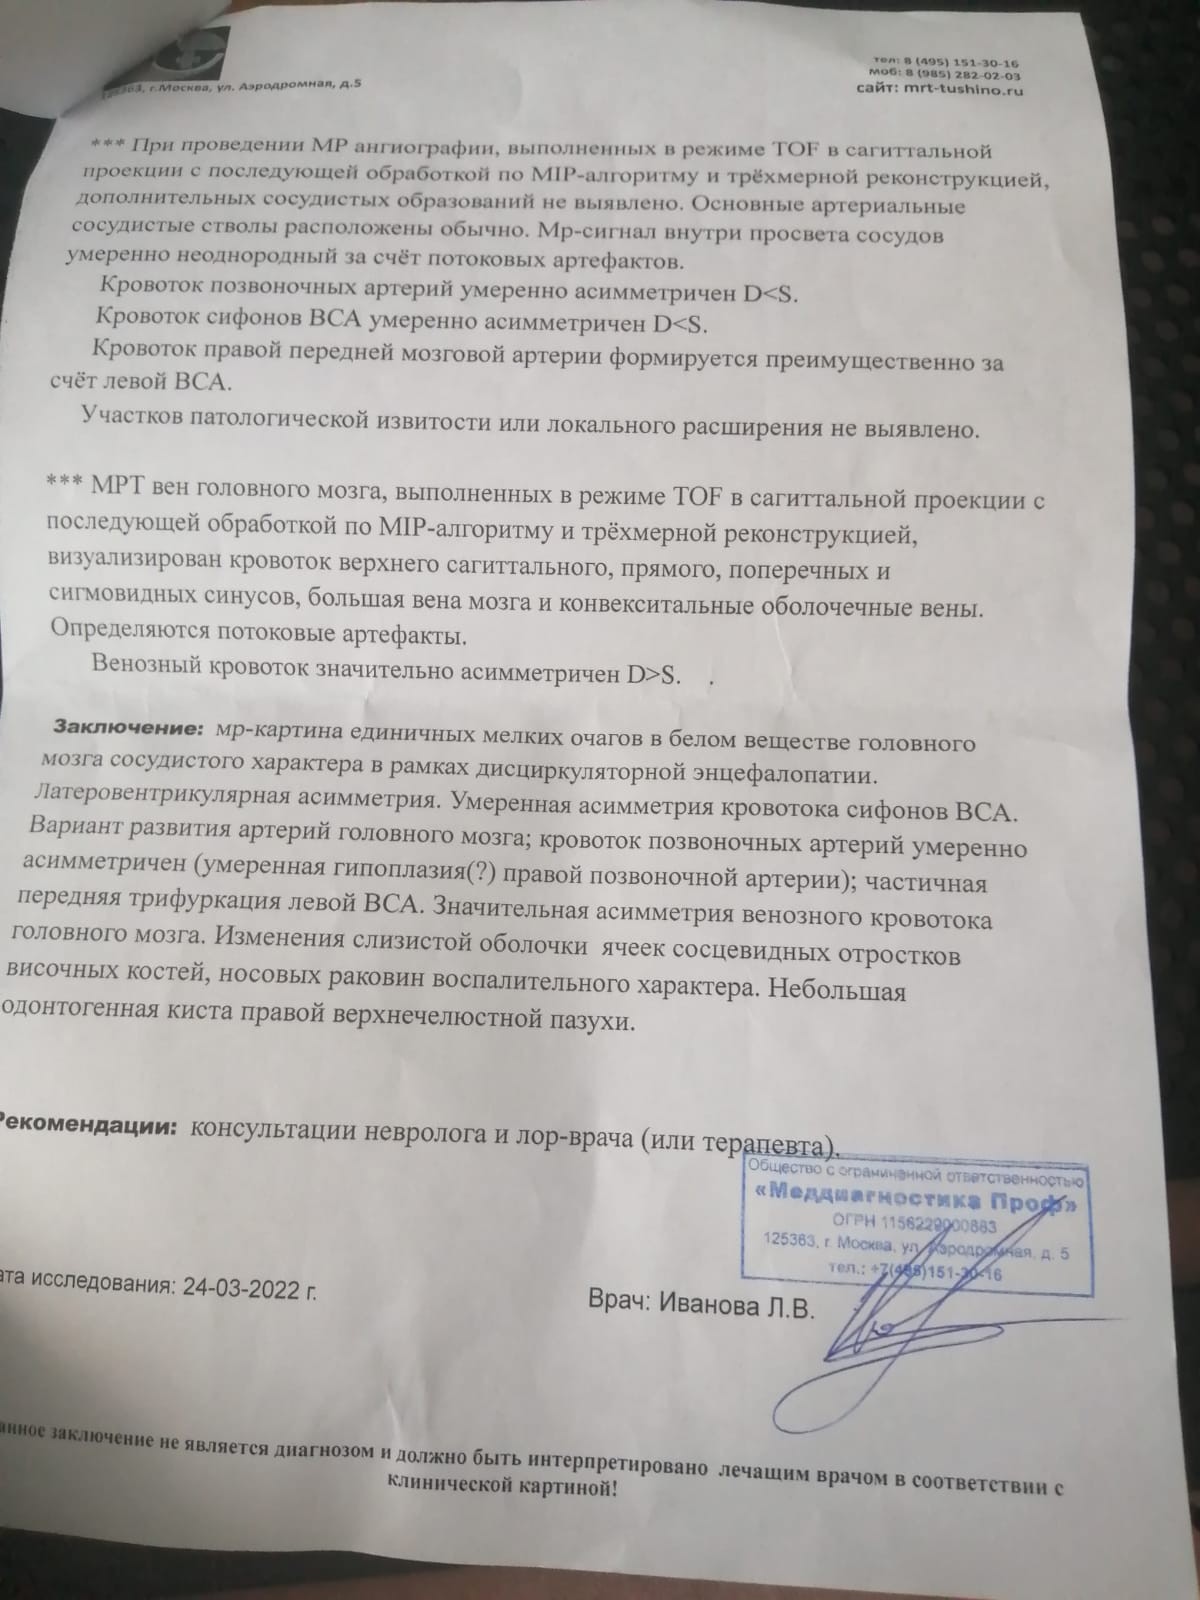 г.Москва, ул. Аэродромная, д.5
тел: 8 (495) 151-30-16
моб: 8 (985) 282-02-03
сайт: mrt-tushino.ru
*** При проведении МР ангиографии, выполненных в режиме TOF в сагиттальной
проекции с последующей обработкой по MIP-алгоритму и трёхмерной реконструкцией,
дополнительных сосудистых образований не выявлено. Основные артериальные
сосудистые стволы расположены обычно. Мр-сигнал внутри просвета сосудов
умеренно неоднородный за счёт потоковых артефактов.
Кровоток позвоночных артерий умеренно асимметричен D<S.
Кровоток сифонов ВСА умеренно асимметричен D<S.
Кровоток правой передней мозговой артерии формируется преимущественно за
счёт левой ВСА.
Участков патологической извитости или локального расширения не выявлено.
*** МРТ вен головного мозга, выполненных в режиме TOF в сагиттальной проекции с
последующей обработкой по MIP-алгоритму и трёхмерной реконструкцией,
визуализирован кровоток верхнего сагиттального, прямого, поперечных и
сигмовидных синусов, большая вена мозга и конвекситальные оболочечные вены.
Определяются потоковые артефакты.
Венозный кровоток значительно асимметричен D>S. .
Заключение: мр-картина единичных мелких очагов в белом веществе головного
мозга сосудистого характера в рамках дисциркуляторной энцефалопатии.
Латеровентрикулярная асимметрия. Умеренная асимметрия кровотока сифонов ВСА.
Вариант развития артерий головного мозга; кровоток позвоночных артерий умеренно
асимметричен (умеренная гипоплазия(?) правой позвоночной артерии); частичная
передняя трифуркация левой ВСА. Значительная асимметрия венозного кровотока
головного мозга. Изменения слизистой оболочки ячеек сосцевидных отростков
височных костей, носовых раковин воспалительного характера. Небольшая
одонтогенная киста правой верхнечелюстной пазухи.
Рекомендации: консультации невролога и лор-врача (или терапевта).
Общество с ограниченной ответственностью
«Меддиагностика Проф»
ОГРН 1156229000883
125363, г. Москва, ул. Аэродромная, д. 5
тел.: +7(495)151-30-16
ата исследования: 24-03-2022 г.
Врач: Иванова Л.В.
анное заключение не является диагнозом и должно быть интерпретировано лечащим врачом в соответствии с
клинической картиной!